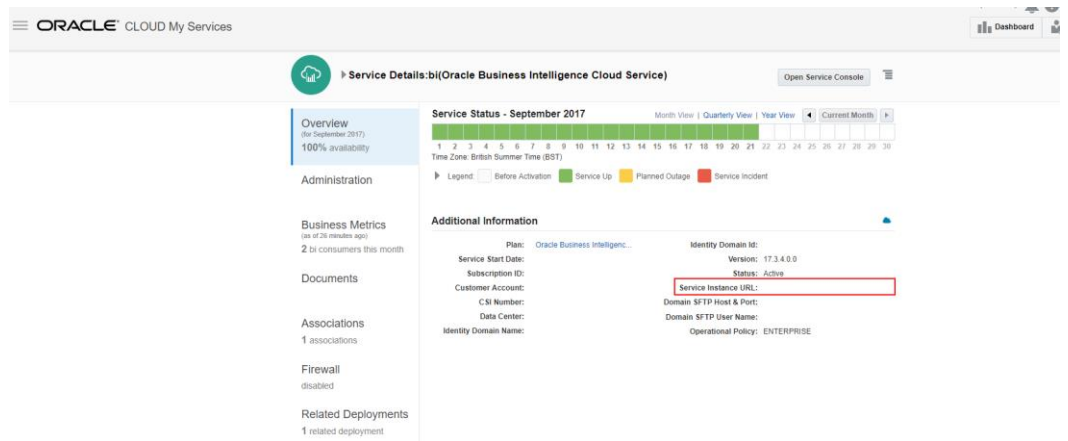 ORACLE CLOUD My Services
Dashboard
Service Details:bi(Oracle Business Intelligence Cloud Service)
Open Service Console
Overview
(for September 2017)
100% availability
Administration
Business Metrics
(as of 26 minutes ago)
2 bi consumers this month
Documents
Associations
1 associations
Firewall
disabled
Related Deployments
1 related deployment
Service Status - September 2017
Month View | Quarterly View | Year View
Current Month
1 2 3 4 5 6 7 8 9 10 11 12 13 14 15 16 17 18 19 20 21 22 23 24 25 26 27 28 29 30
Time Zone: British Summer Time (BST)
Legend: Before Activation Service Up Planned Outage Service Incident
Additional Information
Plan: Oracle Business Intelligenc...
Service Start Date:
Subscription ID:
Customer Account:
CSI Number:
Data Center:
Identity Domain Name:
Identity Domain Id:
Version: 17.3.4.0.0
Status: Active
Service Instance URL:
Domain SFTP Host & Port:
Domain SFTP User Name:
Operational Policy: ENTERPRISE